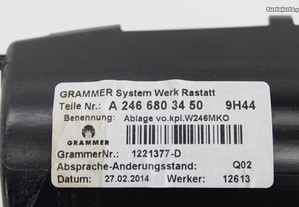 GRAMMER System Werk Rastatt
Teile Nr.: A 246 680 34 50 9H44
Benennung: Ablage vo.kpl.W246MKO
GRAMMER
GrammerNr.: 1221377-D
Absprache-Änderungsstand: Q02
Datum: 27.02.2014 Werker: 12613